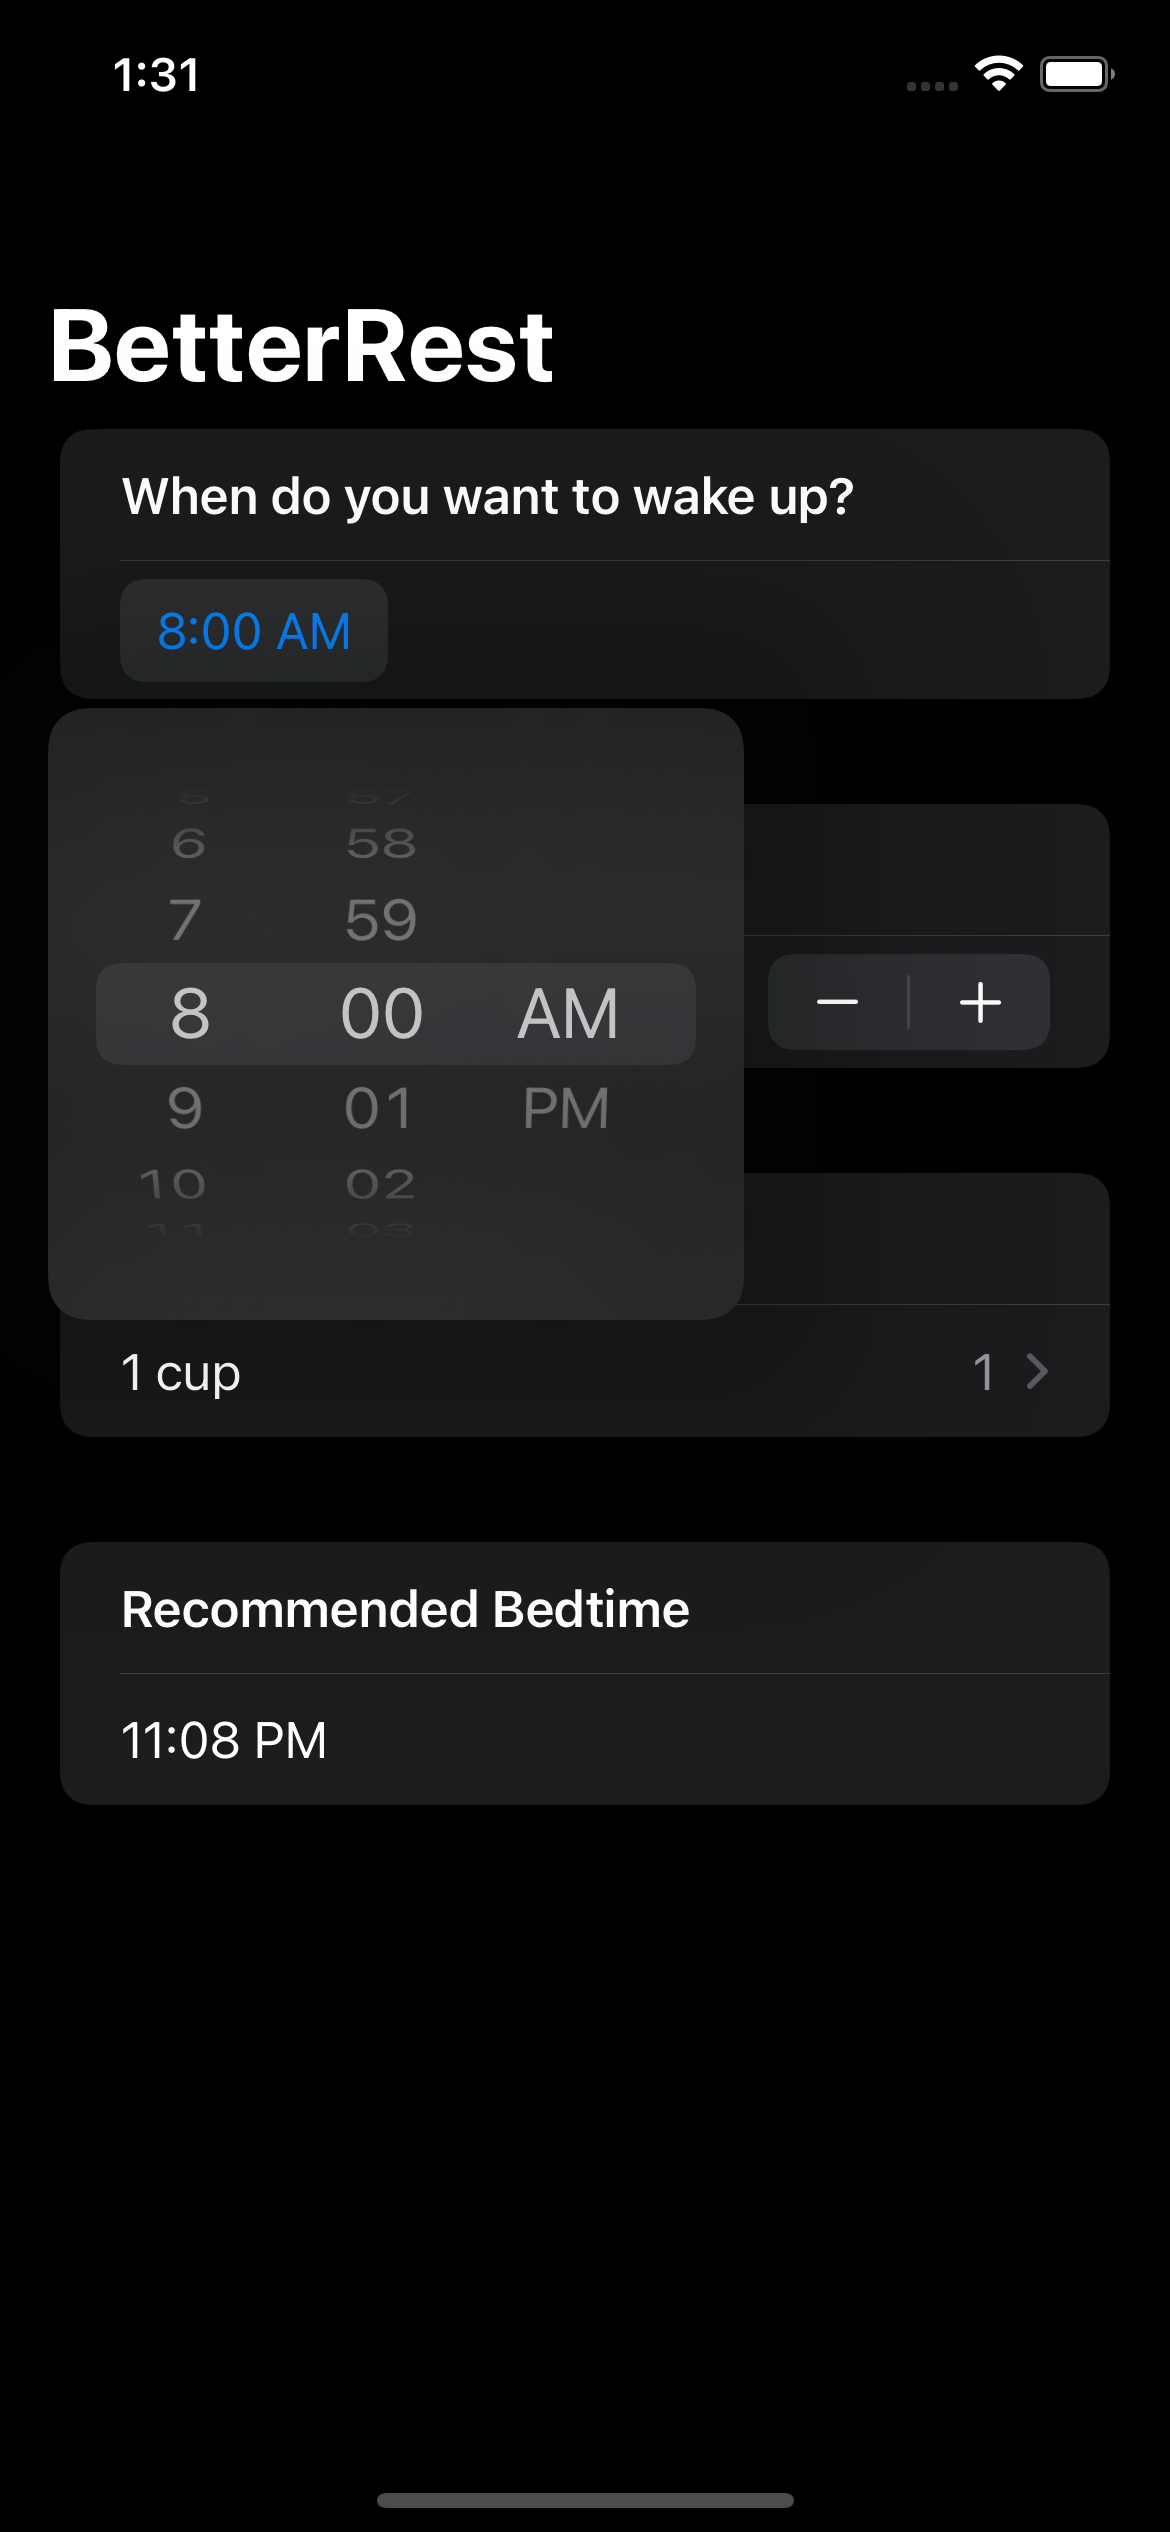 1:31
BetterRest
When do you want to wake up?
8:00 AM
5 57
6 58
7 59
8 00 AM
9 01 PM
10 02
11 03
1 cup 1
Recommended Bedtime
11:08 PM